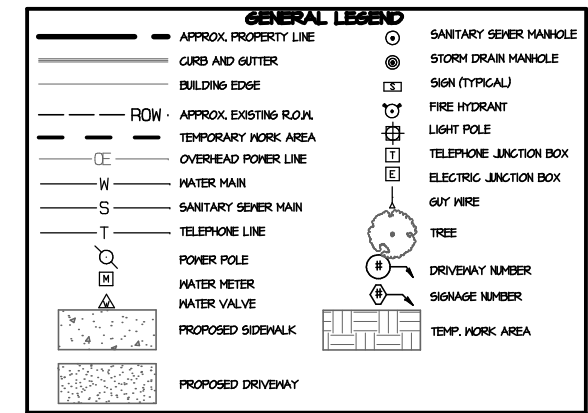 GENERAL LEGEND
APPROX. PROPERTY LINE
CURB AND GUTTER
BUILDING EDGE
ROW
APPROX. EXISTING R.O.W.
TEMPORARY WORK AREA
OE
OVERHEAD POWER LINE
W
WATER MAIN
S
SANITARY SEWER MAIN
T
TELEPHONE LINE
POWER POLE
M
WATER METER
W
WATER VALVE
PROPOSED SIDEWALK
PROPOSED DRIVEWAY
SANITARY SEWER MANHOLE
STORM DRAIN MANHOLE
S
SIGN (TYPICAL)
FIRE HYDRANT
LIGHT POLE
T
TELEPHONE JUNCTION BOX
E
ELECTRIC JUNCTION BOX
GUY WIRE
TREE
#
DRIVEWAY NUMBER
#
SIGNAGE NUMBER
TEMP. WORK AREA